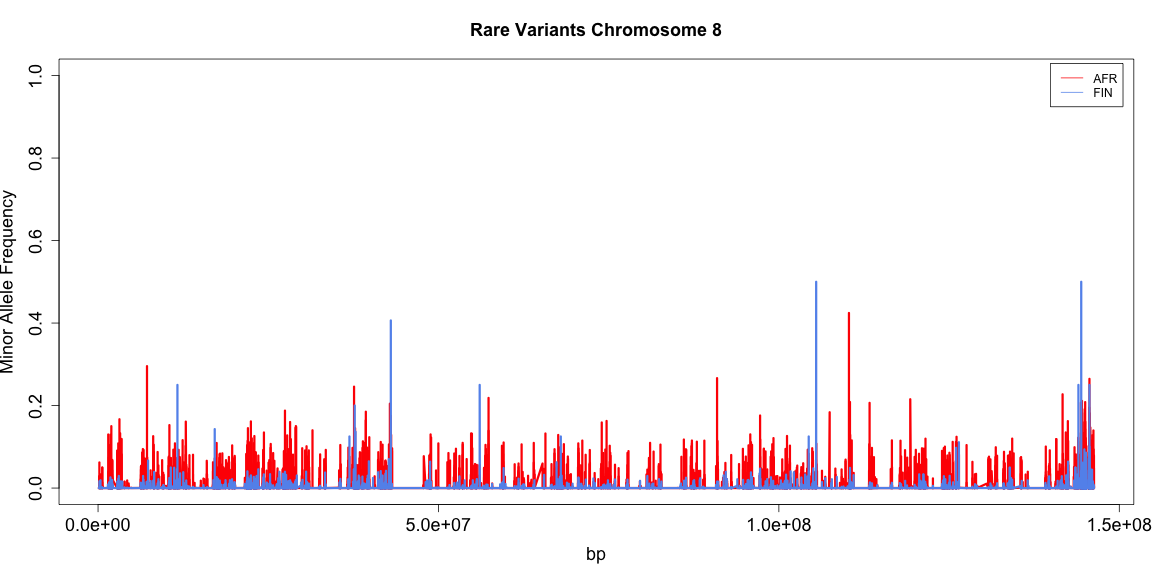 Rare Variants Chromosome 8
AFR
FIN
Minor Allele Frequency
1.0
0.8
0.6
0.4
0.2
0.0
0.0e+00 5.0e+07 1.0e+08 1.5e+08
bp